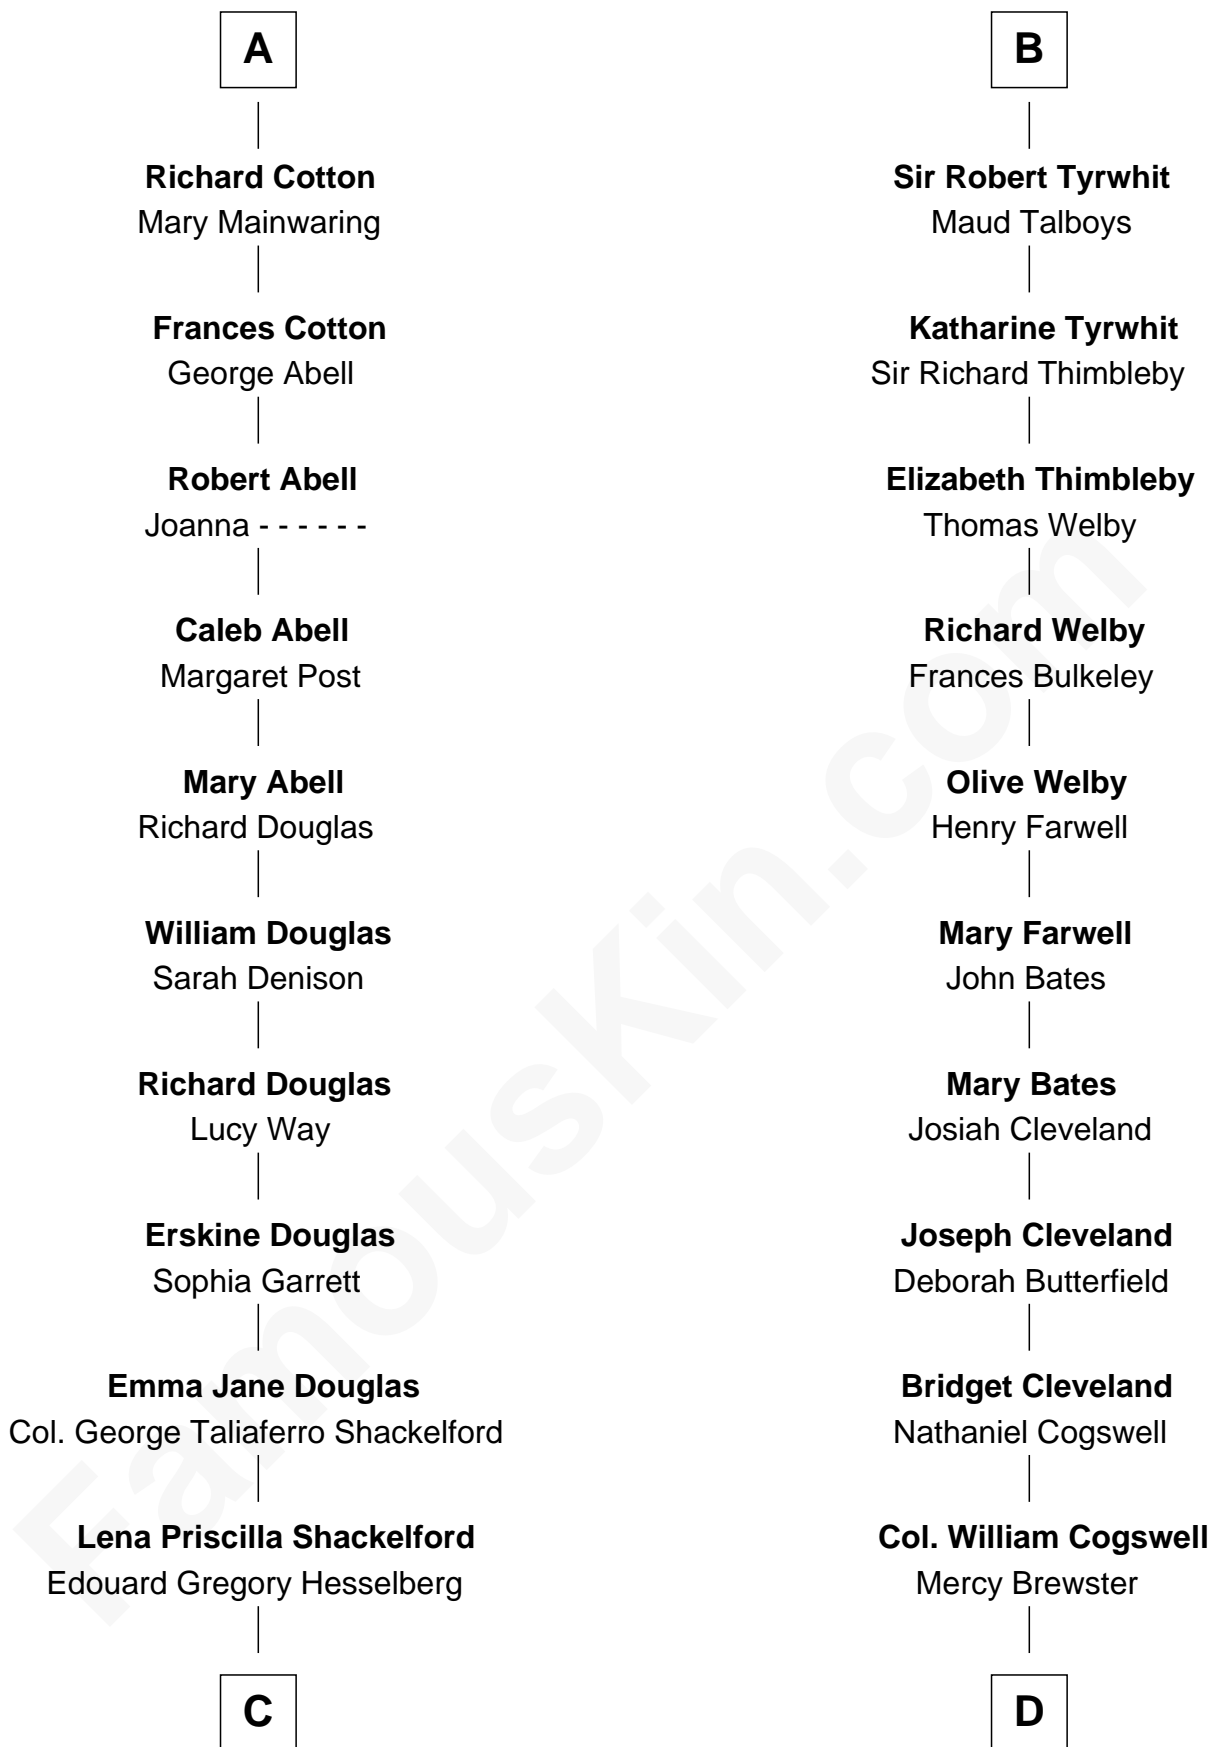 A
Richard Cotton
Mary Mainwaring
Frances Cotton
George Abell
Robert Abell
Joanna - - - - - -
Caleb Abell
Margaret Post
Mary Abell
Richard Douglas
William Douglas
Sarah Denison
Richard Douglas
Lucy Way
Erskine Douglas
Sophia Garrett
Emma Jane Douglas
Col. George Taliaferro Shackelford
Lena Priscilla Shackelford
Edouard Gregory Hesselberg
C
B
Sir Robert Tyrwhit
Maud Talboys
Katharine Tyrwhit
Sir Richard Thimbleby
Elizabeth Thimbleby
Thomas Welby
Richard Welby
Frances Bulkeley
Olive Welby
Henry Farwell
Mary Farwell
John Bates
Mary Bates
Josiah Cleveland
Joseph Cleveland
Deborah Butterfield
Bridget Cleveland
Nathaniel Cogswell
Col. William Cogswell
Mercy Brewster
D
FamousKin.com